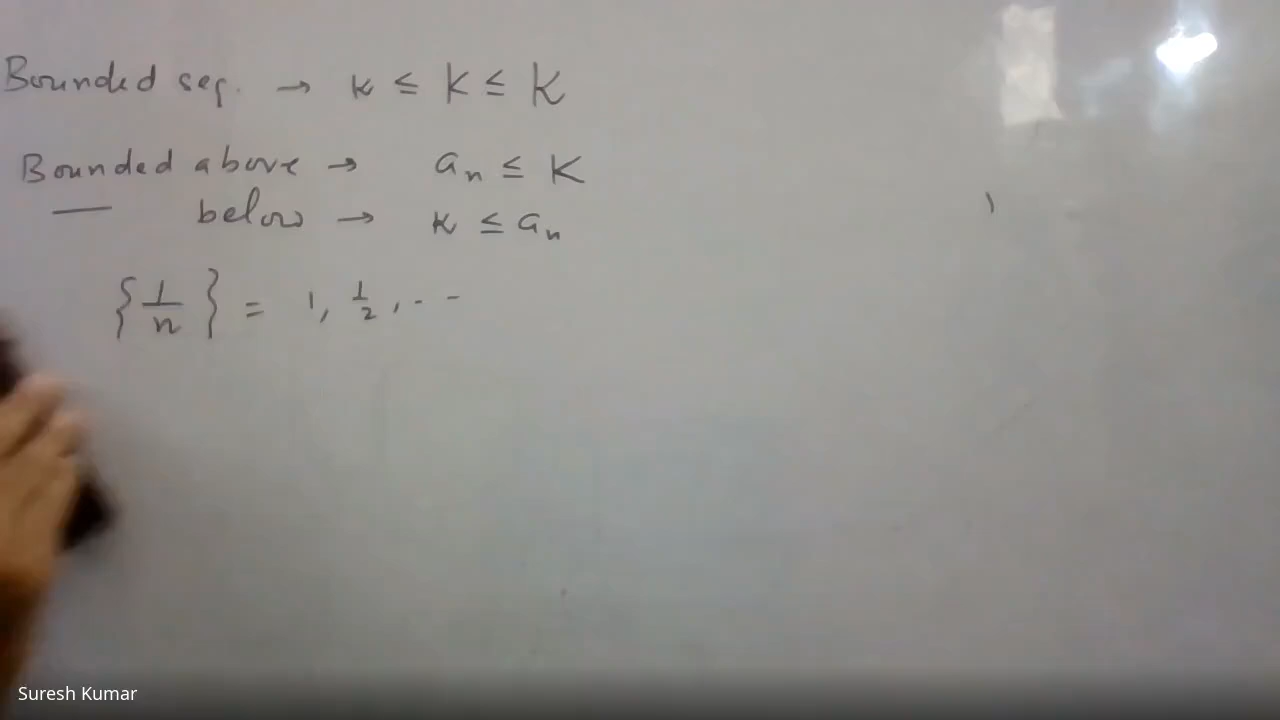 Bounded seq. → k ≤ K ≤ K
Bounded above → aₙ ≤ K
— below → k ≤ aₙ
{1/n} = 1, 1/2, . - -
Suresh Kumar